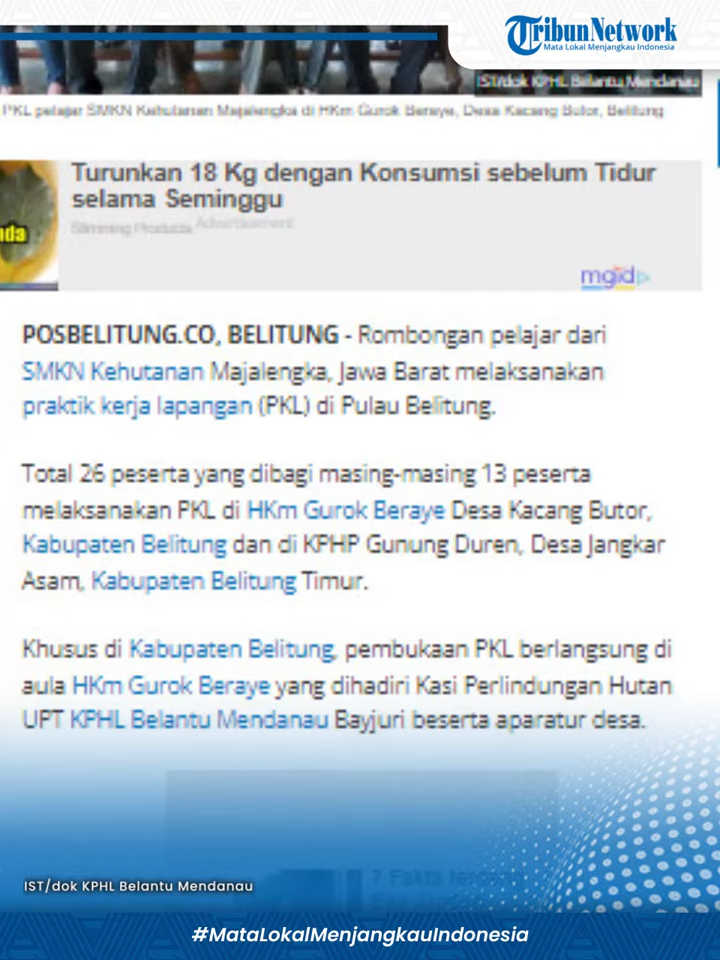 TribunNetwork
Mata Lokal Menjangkau Indonesia
IST/dok KPHL Belantu Mendanau
PKL pelajar SMKN Kehutanan Majalengka di HKm Gurok Beraye, Desa Kacang Butor, Belitung
Turunkan 18 Kg dengan Konsumsi sebelum Tidur
selama Seminggu
nda
Slimming Products Advertisement
mgid
POSBELITUNG.CO, BELITUNG - Rombongan pelajar dari
SMKN Kehutanan Majalengka, Jawa Barat melaksanakan
praktik kerja lapangan (PKL) di Pulau Belitung.
Total 26 peserta yang dibagi masing-masing 13 peserta
melaksanakan PKL di HKm Gurok Beraye Desa Kacang Butor,
Kabupaten Belitung dan di KPHP Gunung Duren, Desa Jangkar
Asam, Kabupaten Belitung Timur.
Khusus di Kabupaten Belitung, pembukaan PKL berlangsung di
aula HKm Gurok Beraye yang dihadiri Kasi Perlindungan Hutan
UPT KPHL Belantu Mendanau Bayjuri beserta aparatur desa.
7 Fakta
IST/dok KPHL Belantu Mendanau
#MataLokalMenjangkauIndonesia